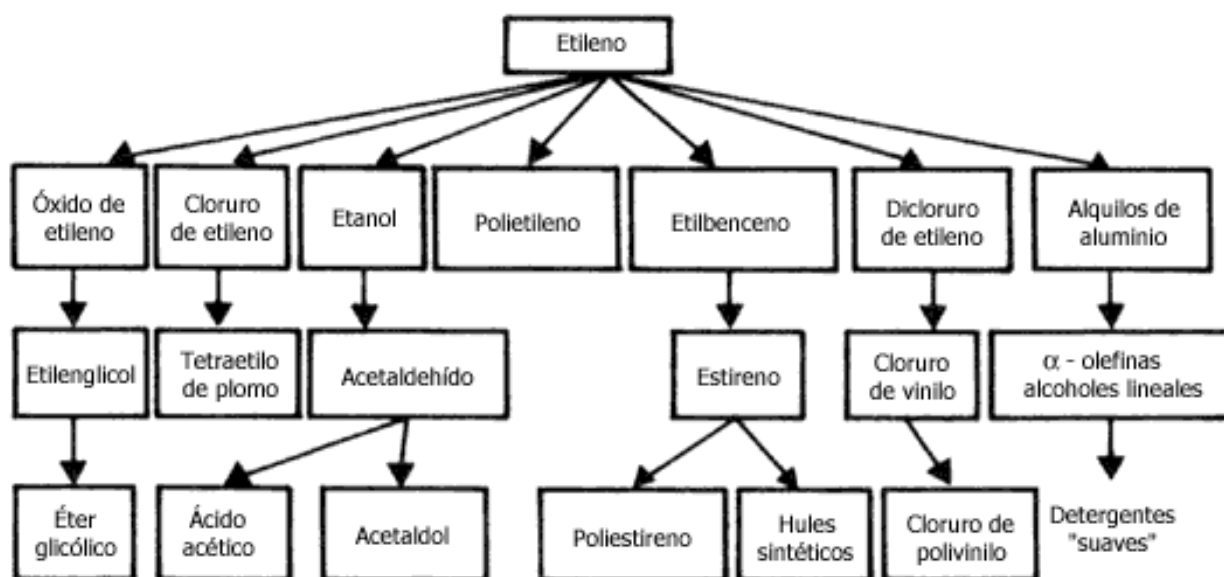 Etileno
Óxido de
etileno
Cloruro
de etileno
Etanol
Polietileno
Etilbenceno
Dicloruro
de etileno
Alquilos de
aluminio
Etilenglicol
Tetraetilo
de plomo
Acetaldehído
Estireno
Cloruro
de vinilo
α - olefinas
alcoholes lineales
Éter
glicólico
Ácido
acético
Acetaldol
Poliestireno
Hules
sintéticos
Cloruro de
polivinilo
Detergentes
"suaves"